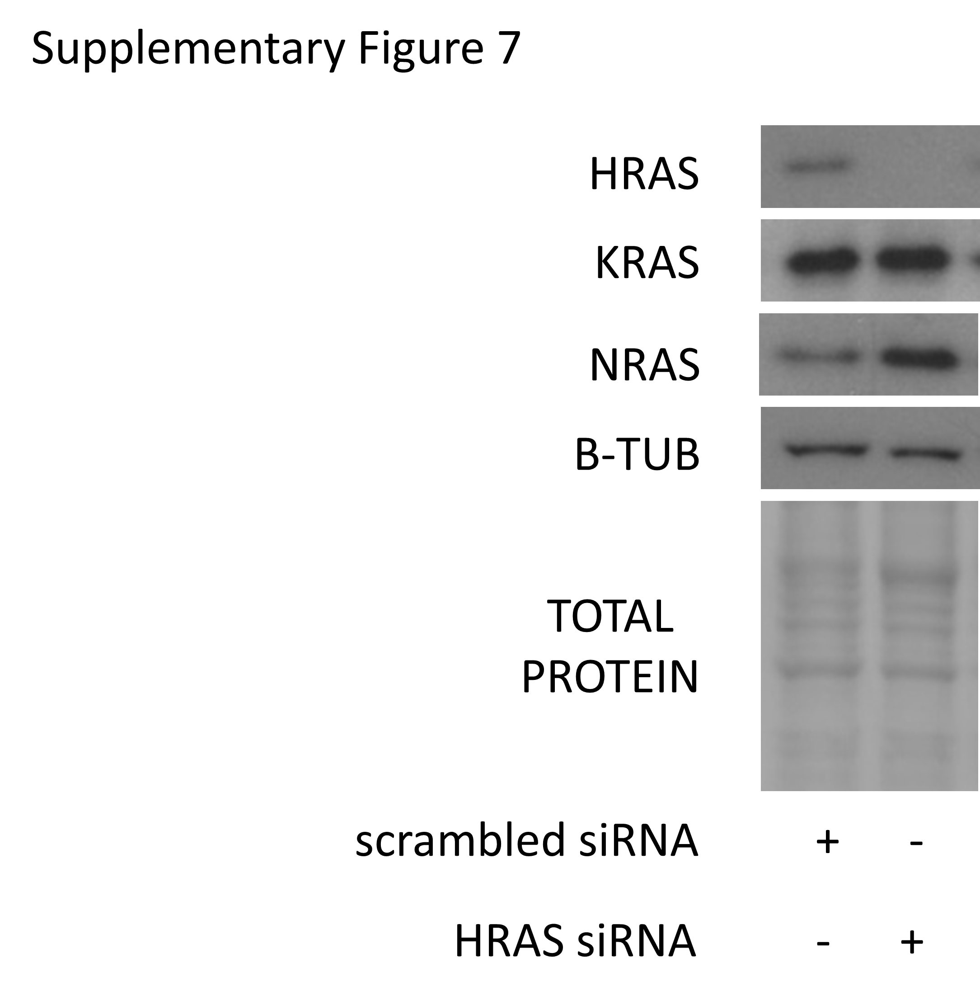 Supplementary Figure 7
HRAS
KRAS
NRAS
B-TUB
TOTAL
PROTEIN
scrambled siRNA + -
HRAS siRNA - +